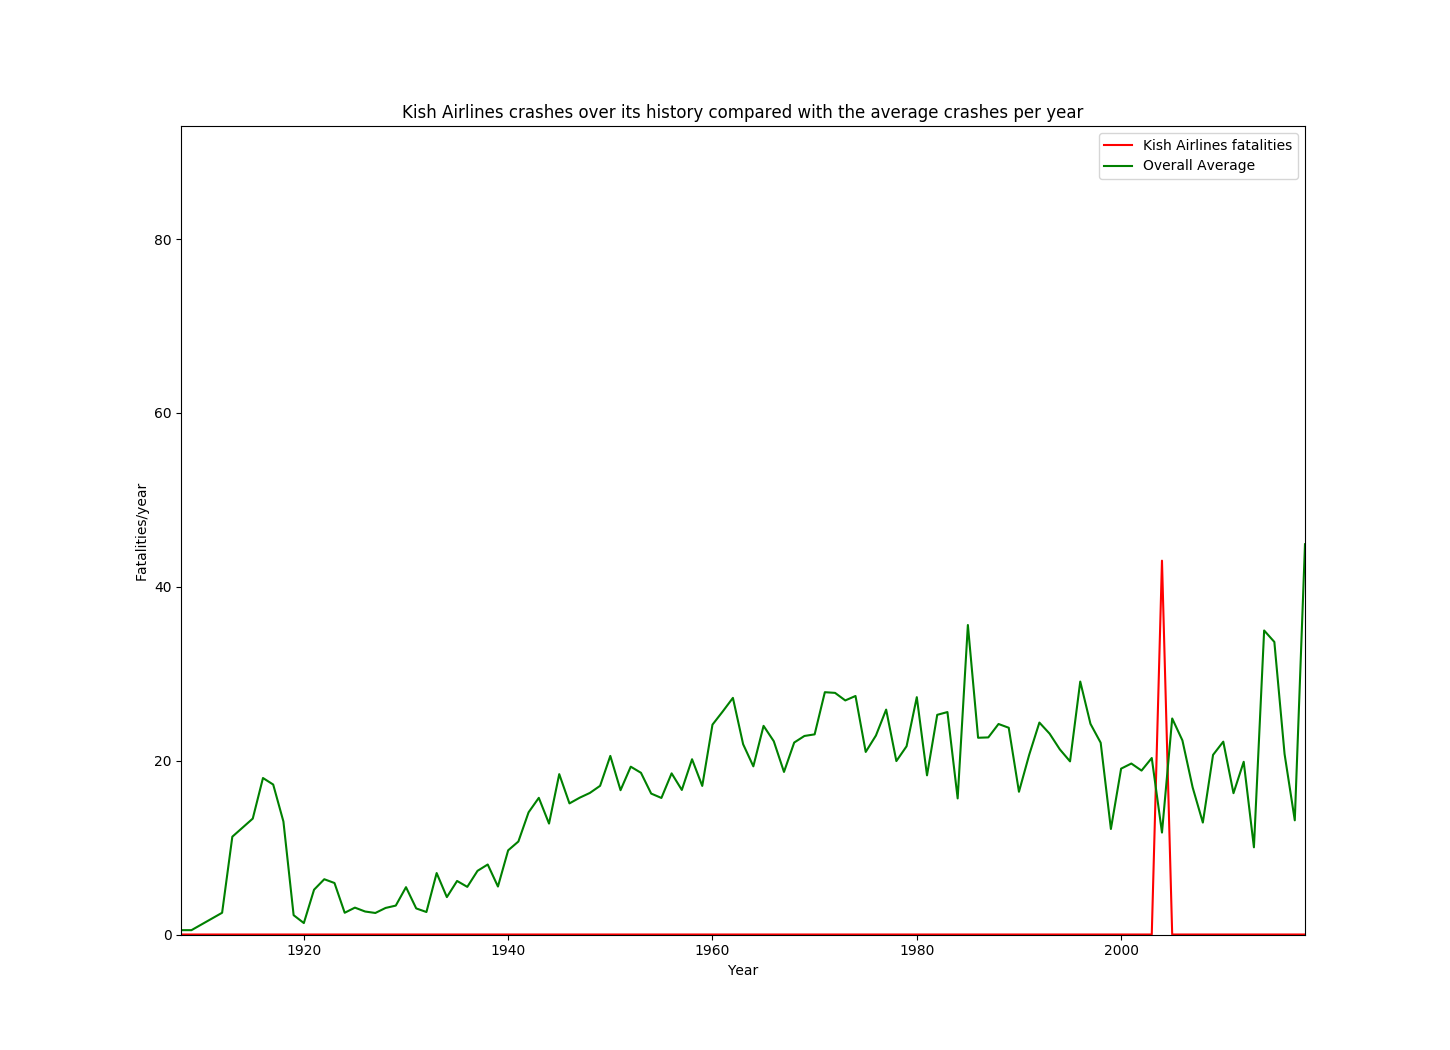 Kish Airlines crashes over its history compared with the average crashes per year
Kish Airlines fatalities
Overall Average
80
60
40
20
0
Fatalities/year
1920 1940 1960 1980 2000
Year